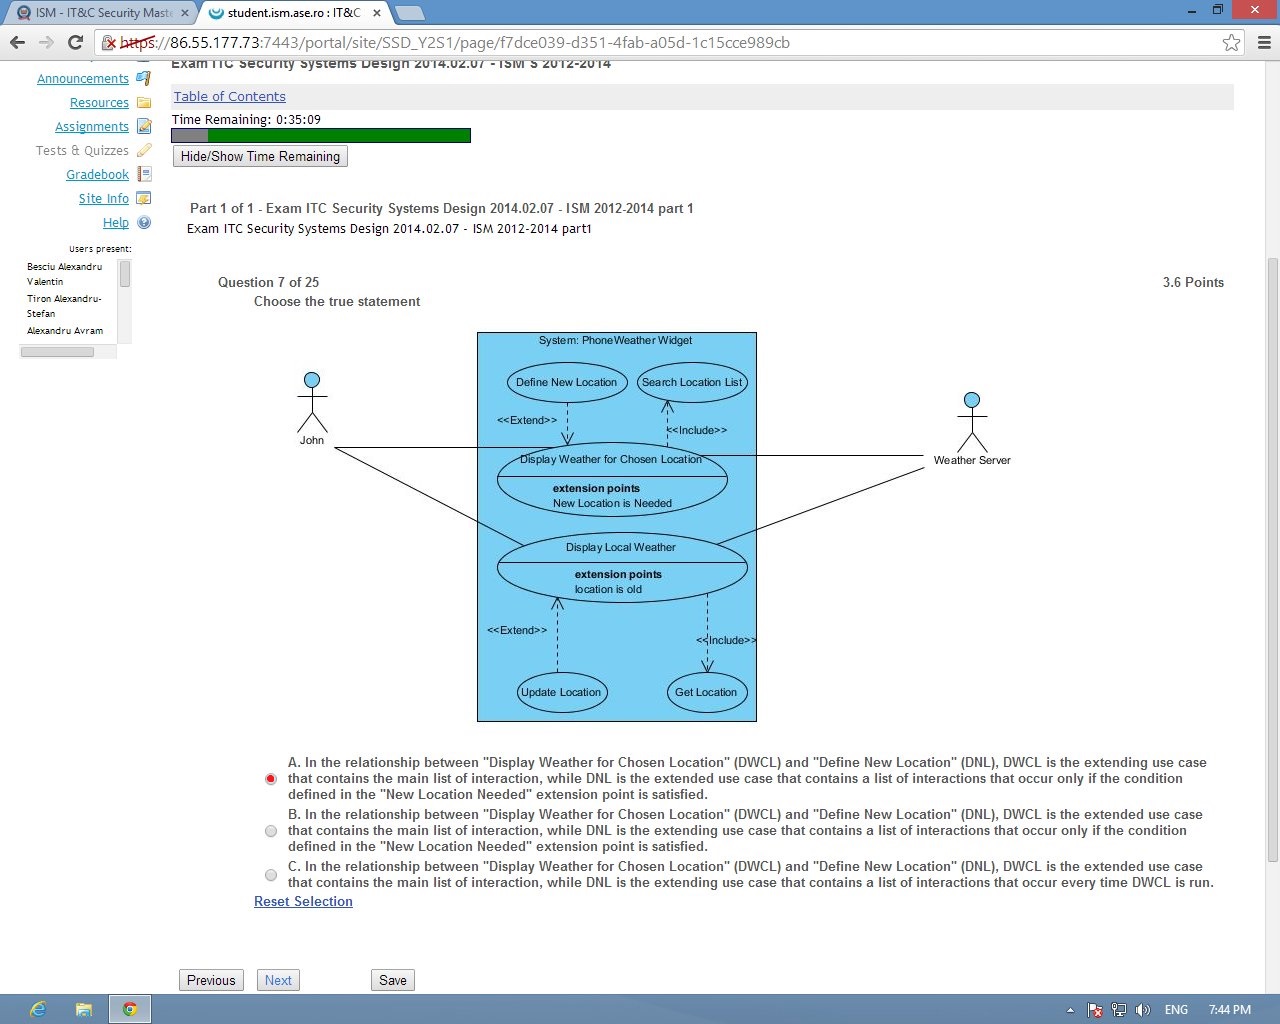 ISM - IT&C Security Maste
student.ism.ase.ro : IT&C
https://86.55.177.73:7443/portal/site/SSD_Y2S1/page/f7dce039-d351-4fab-a05d-1c15cce989cb
Exam ITC Security Systems Design 2014.02.07 - ISM S 2012-2014
Announcements
Resources
Assignments
Tests & Quizzes
Gradebook
Site Info
Help
Users present:
Besciu Alexandru
Valentin
Tiron Alexandru-
Stefan
Alexandru Avram
Table of Contents
Time Remaining: 0:35:09
Hide/Show Time Remaining
Part 1 of 1 - Exam ITC Security Systems Design 2014.02.07 - ISM 2012-2014 part 1
Exam ITC Security Systems Design 2014.02.07 - ISM 2012-2014 part1
Question 7 of 25
3.6 Points
Choose the true statement
System: PhoneWeather Widget
Define New Location
Search Location List
<<Extend>>
<<Include>>
John
Weather Server
Display Weather for Chosen Location
extension points
New Location is Needed
Display Local Weather
extension points
location is old
<<Extend>>
<<Include>>
Update Location
Get Location
A. In the relationship between "Display Weather for Chosen Location" (DWCL) and "Define New Location" (DNL), DWCL is the extending use case
that contains the main list of interaction, while DNL is the extended use case that contains a list of interactions that occur only if the condition
defined in the "New Location Needed" extension point is satisfied.
B. In the relationship between "Display Weather for Chosen Location" (DWCL) and "Define New Location" (DNL), DWCL is the extended use case
that contains the main list of interaction, while DNL is the extending use case that contains a list of interactions that occur only if the condition
defined in the "New Location Needed" extension point is satisfied.
C. In the relationship between "Display Weather for Chosen Location" (DWCL) and "Define New Location" (DNL), DWCL is the extended use case
that contains the main list of interaction, while DNL is the extending use case that contains a list of interactions that occur every time DWCL is run.
Reset Selection
Previous
Next
Save
ENG
7:44 PM